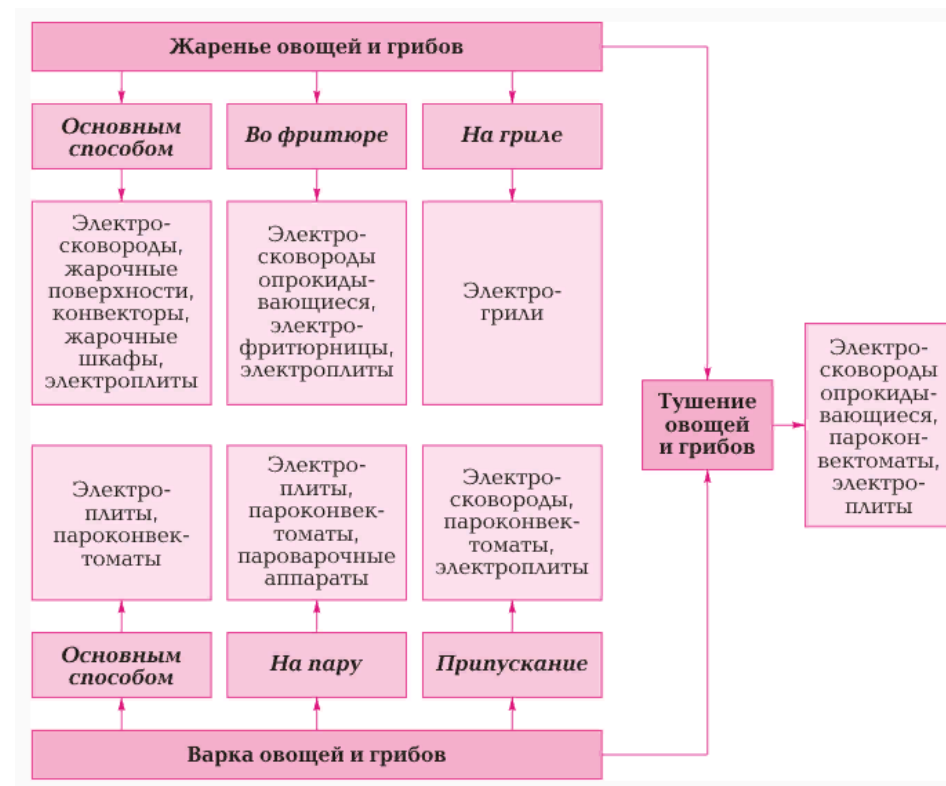 Жаренье овощей и грибов
Основным
способом
Во фритюре
На гриле
Электро-
сковороды,
жарочные
поверхности,
конвекторы,
жарочные
шкафы,
электроплиты
Электро-
сковороды
опрокиды-
вающиеся,
электро-
фритюрницы,
электроплиты
Электро-
грили
Тушение
овощей
и грибов
Электро-
сковороды
опрокиды-
вающиеся,
парокон-
вектоматы,
электро-
плиты
Электро-
плиты,
пароконвек-
томаты
Электро-
плиты,
пароконвек-
томаты,
пароварочные
аппараты
Электро-
сковороды,
пароконвек-
томаты,
электроплиты
Основным
способом
На пару
Припускание
Варка овощей и грибов